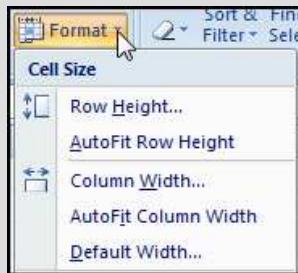 Format
Sort &
Filter
Cell Size
Row Height...
AutoFit Row Height
Column Width...
AutoFit Column Width
Default Width...